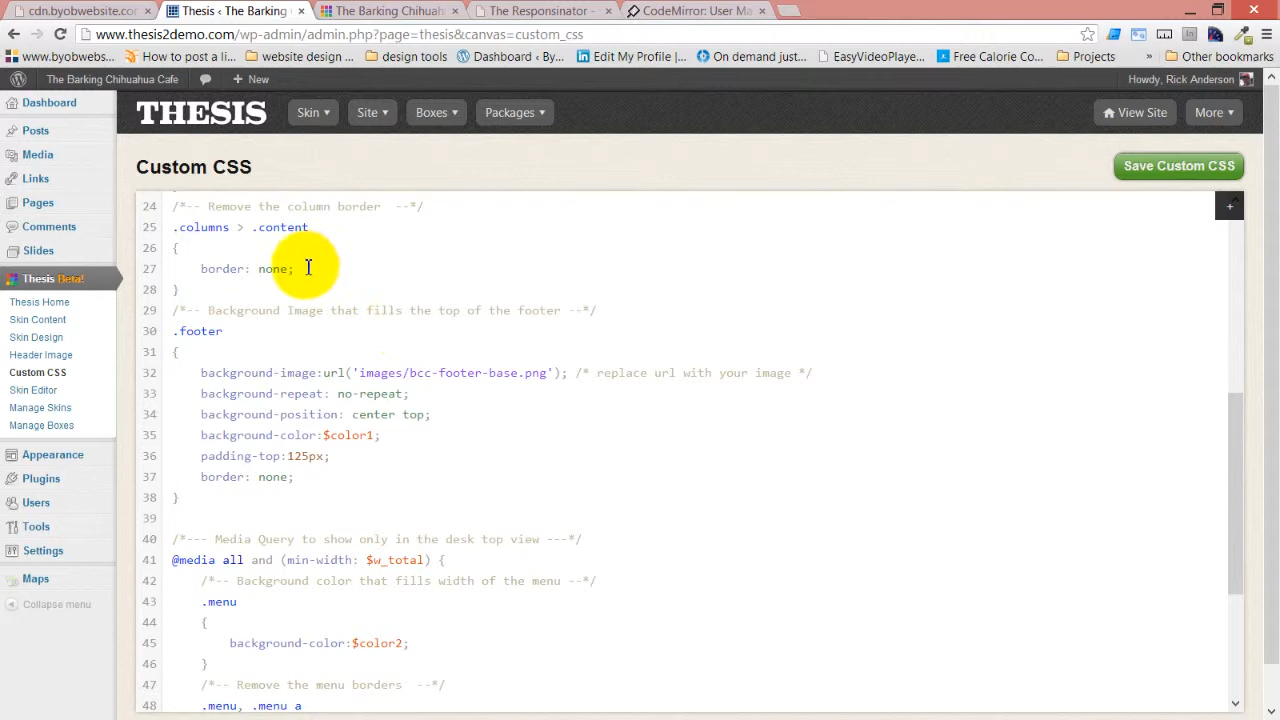 cdn.byobwebsite.com
Thesis ‹ The Barking
The Barking Chihuahu
The Responsinator -
CodeMirror: User Ma
www.thesis2demo.com/wp-admin/admin.php?page=thesis&canvas=custom_css
www.byobwebs...
How to post to a li...
website design ...
design tools
Dashboard ‹ By...
Edit My Profile |...
On demand just...
EasyVideoPlaye...
Free Calorie Co...
Projects
»
Other bookmarks
The Barking Chihuahua Cafe
+ New
Howdy, Rick Anderson
Dashboard
Posts
Media
Links
Pages
Comments
Slides
Thesis Beta!
Thesis Home
Skin Content
Skin Design
Header Image
Custom CSS
Skin Editor
Manage Skins
Manage Boxes
Appearance
Plugins
Users
Tools
Settings
Maps
Collapse menu
THESIS
Skin
Site
Boxes
Packages
View Site
More
Custom CSS
Save Custom CSS
+
24 /*-- Remove the column border  --*/
25 .columns > .content
26 {
27 border: none;
28 }
29 /*-- Background Image that fills the top of the footer --*/
30 .footer
31 {
32 background-image:url('images/bcc-footer-base.png'); /* replace url with your image */
33 background-repeat: no-repeat;
34 background-position: center top;
35 background-color:$color1;
36 padding-top:125px;
37 border: none;
38 }
39
40 /*--- Media Query to show only in the desk top view ---*/
41 @media all and (min-width: $w_total) {
42 /*-- Background color that fills width of the menu --*/
43 .menu
44 {
45 background-color:$color2;
46 }
47 /*-- Remove the menu borders  --*/
48 .menu, .menu a